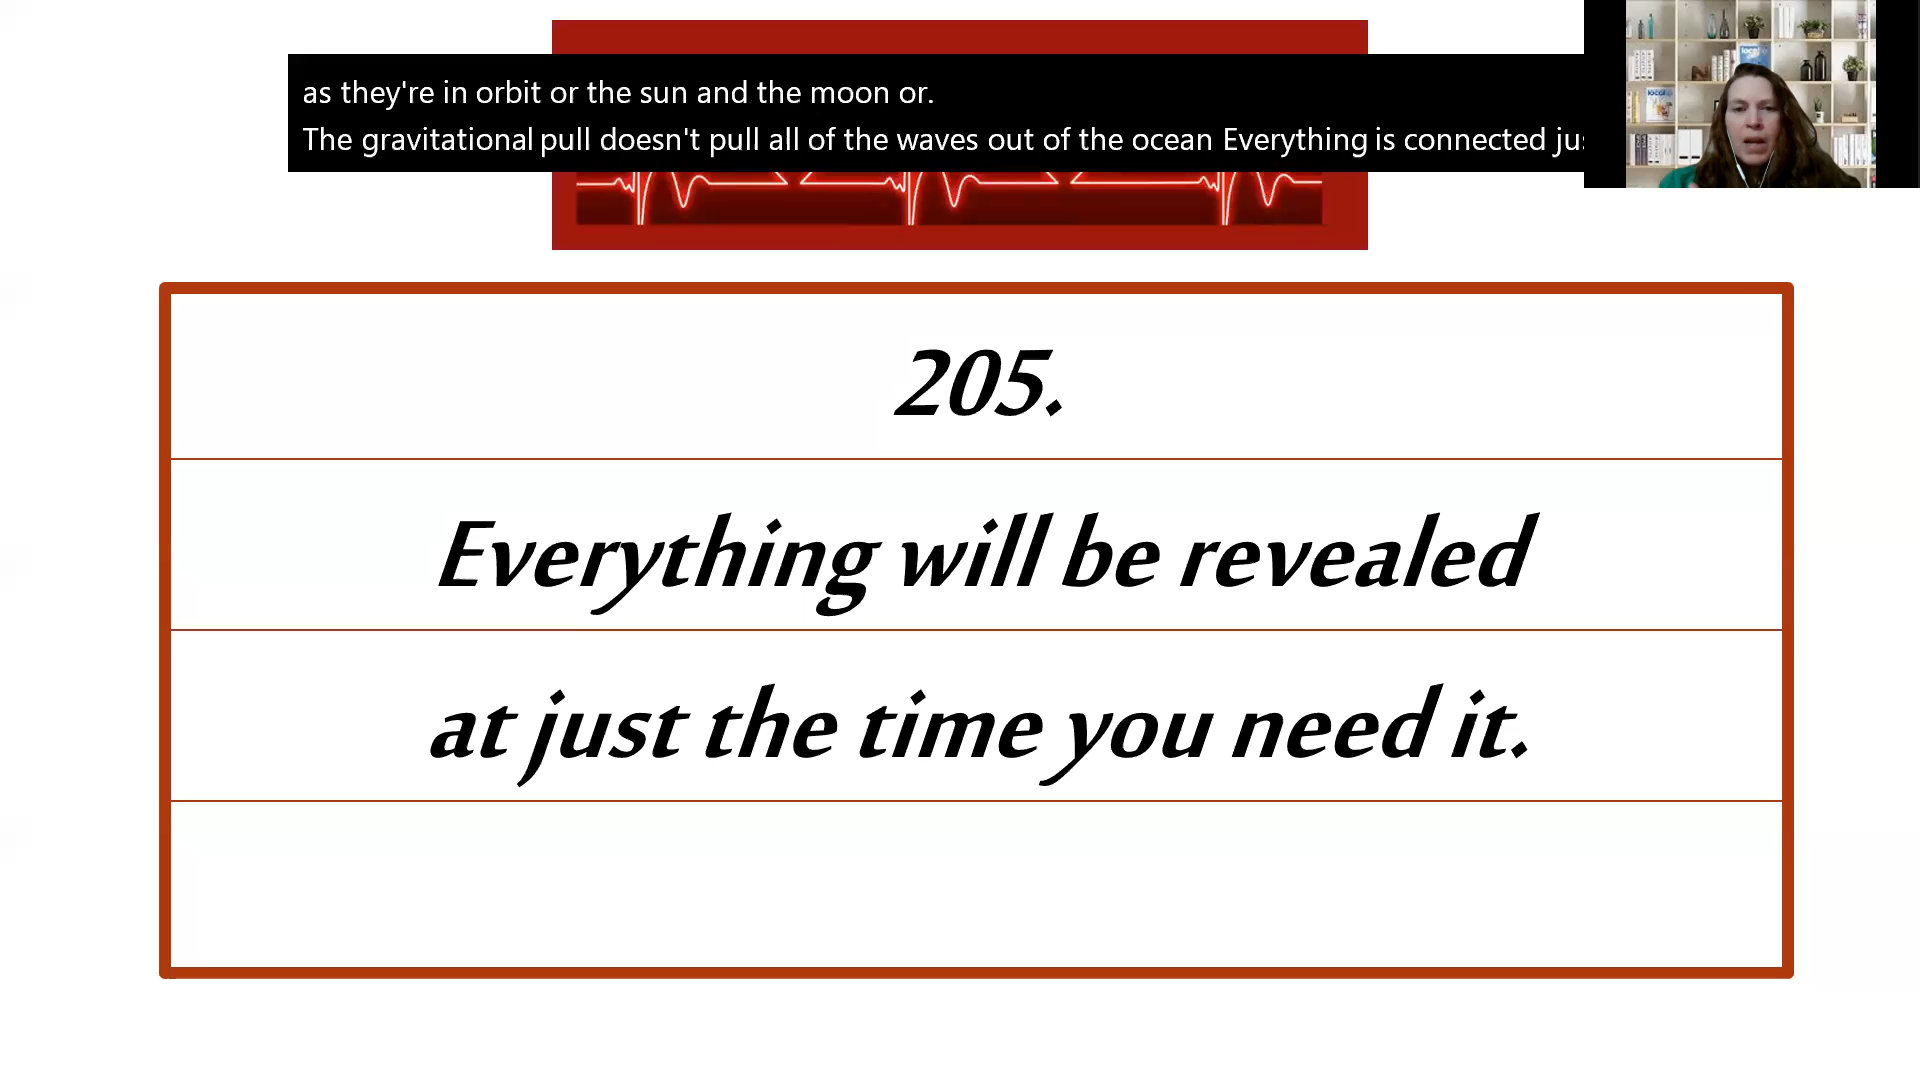 as they're in orbit or the sun and the moon or.
The gravitational pull doesn't pull all of the waves out of the ocean Everything is connected
205.
Everything will be revealed
at just the time you need it.